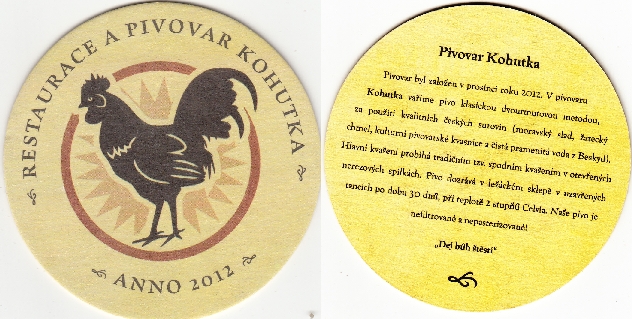 RESTAURACE A PIVOVAR KOHUTKA
ANNO 2012
Pivovar Kohutka
Pivovar byl založen v prosinci roku 2012. V pivovaru
Kohutka vaříme pivo klasickou dvourmutovou metodou,
za použití kvalitních českých surovin (moravský slad, žatecký
chmel, kulturní pivovarské kvasnice a čistá pramenitá voda z Beskyd).
Hlavní kvašení probíhá tradičním tzv. spodním kvašením v otevřených
nerezových spilkách. Pivo dozrává v ležáckém sklepě v uzavřených
tancích po dobu 30 dnů, při teplotě 2 stupňů Celsia. Naše pivo je
nefiltrované a nepasterizované!
„Dej bůh štěstí“